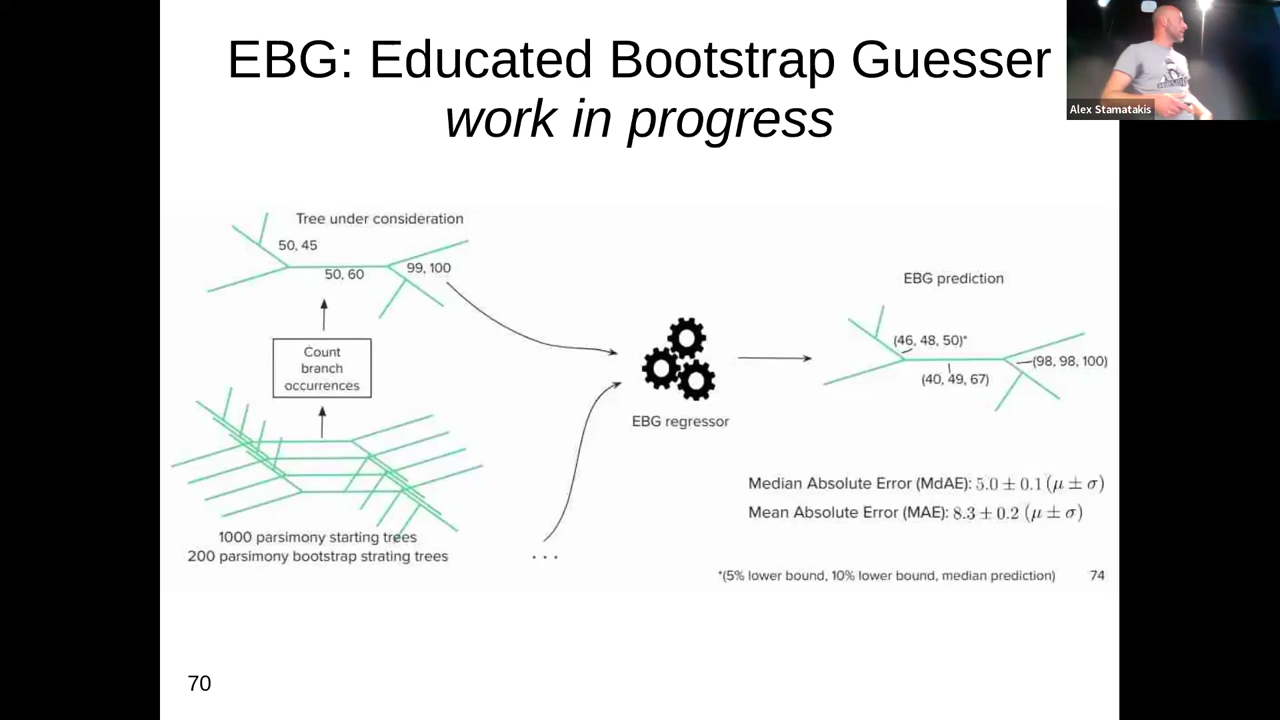 EBG: Educated Bootstrap Guesser
work in progress
Alex Stamatakis
Tree under consideration
50, 45
50, 60
99, 100
Count
branch
occurrences
1000 parsimony starting trees
200 parsimony bootstrap strating trees
. . .
EBG regressor
EBG prediction
(46, 48, 50)*
(98, 98, 100)
(40, 49, 67)
Median Absolute Error (MdAE): 5.0 ± 0.1 (μ ± σ)
Mean Absolute Error (MAE): 8.3 ± 0.2 (μ ± σ)
*(5% lower bound, 10% lower bound, median prediction)
74
70